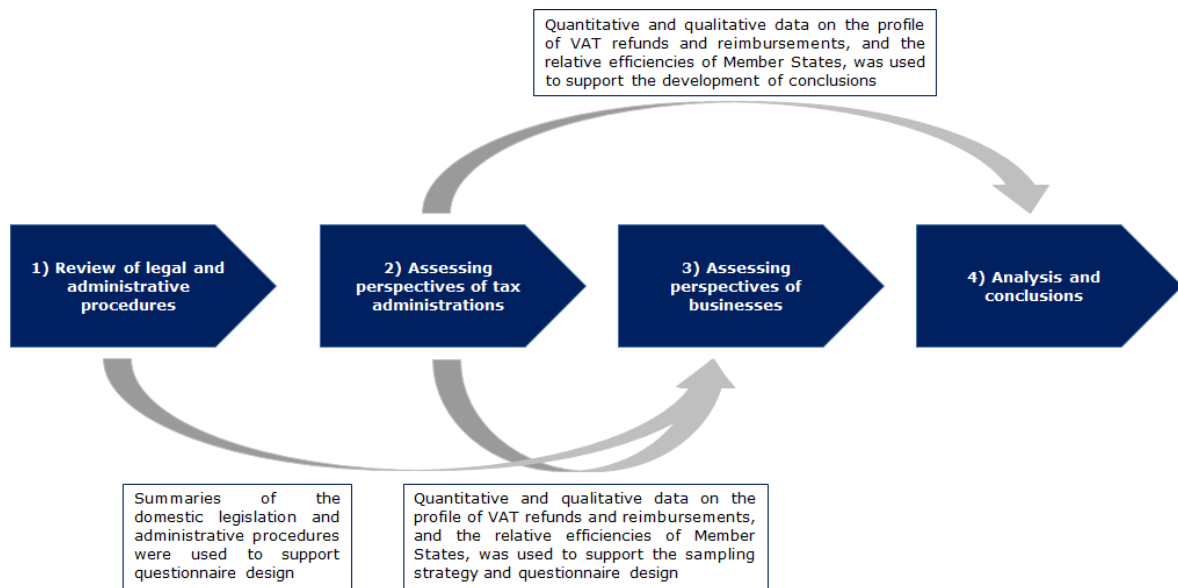 Quantitative and qualitative data on the profile
of VAT refunds and reimbursements, and the
relative efficiencies of Member States, was used
to support the development of conclusions
1) Review of legal and
administrative
procedures
2) Assessing
perspectives of tax
administrations
3) Assessing
perspectives of
businesses
4) Analysis and
conclusions
Summaries of the
domestic legislation and
administrative procedures
were used to support
questionnaire design
Quantitative and qualitative data on the
profile of VAT refunds and reimbursements,
and the relative efficiencies of Member
States, was used to support the sampling
strategy and questionnaire design